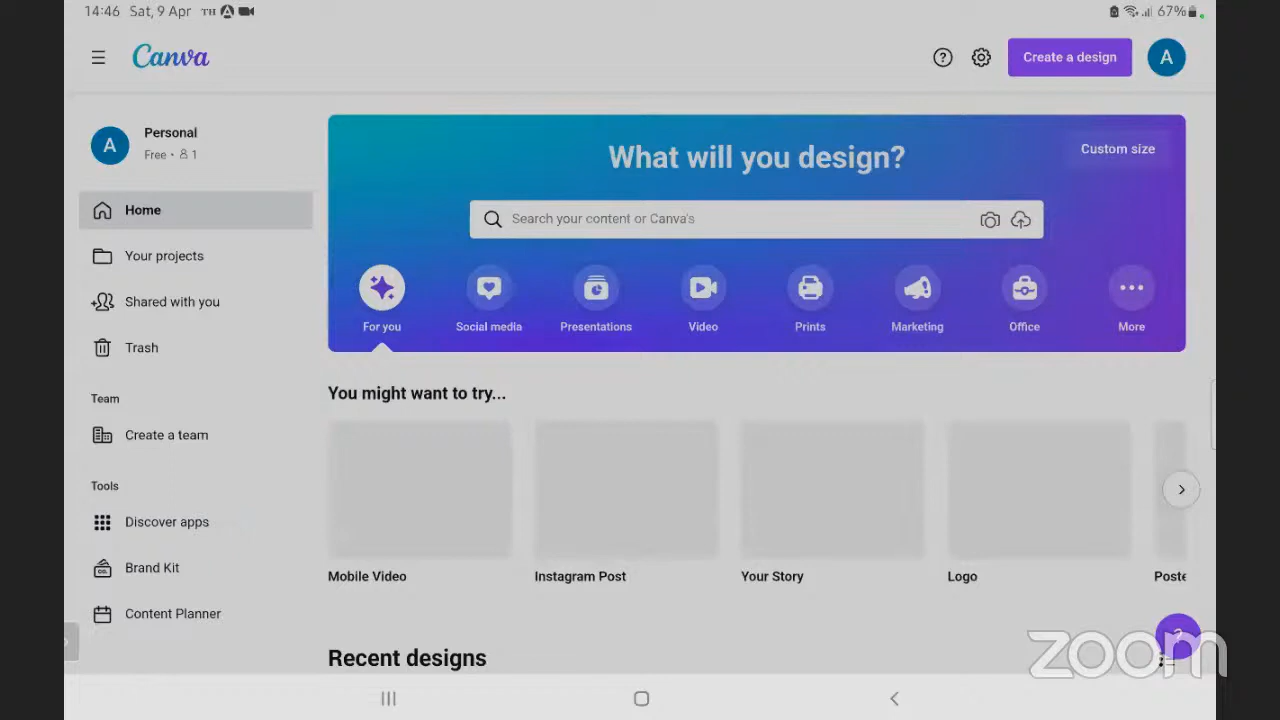 14:46 Sat, 9 Apr TH
67%
Canva
?
Create a design
A
A
Personal
Free • 1
Home
Your projects
Shared with you
Trash
Team
Create a team
Tools
Discover apps
Brand Kit
Content Planner
What will you design?
Custom size
Search your content or Canva's
For you
Social media
Presentations
Video
Prints
Marketing
Office
More
You might want to try...
Mobile Video
Instagram Post
Your Story
Logo
Poste
Recent designs
?
zoom